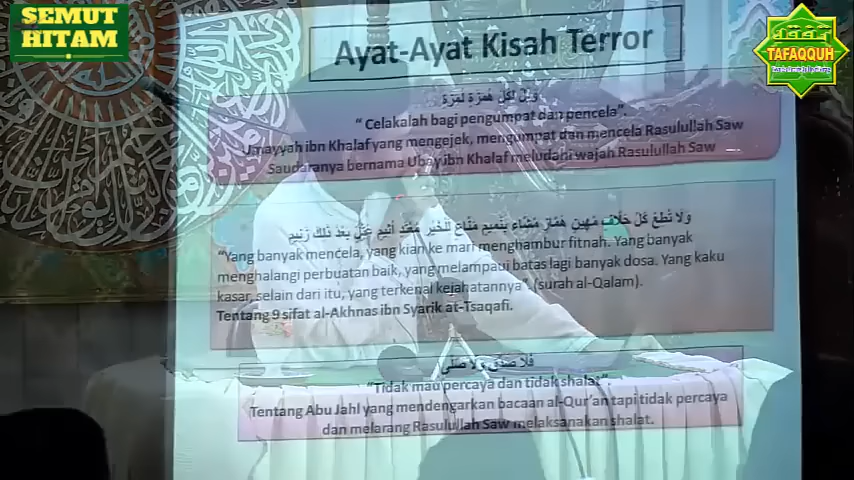 SEMUT
HITAM
TAFAQQUH
Ayat-Ayat Kisah Terror
وَيْلٌ لِكُلِّ هُمَزَةٍ لُمَزَةٍ
“ Celakalah bagi pengumpat dan pencela”.
Umayyah ibn Khalaf yang mengejek, mengumpat dan mencela Rasulullah Saw
Saudaranya bernama Ubay ibn Khalaf meludahi wajah Rasulullah Saw
وَلَا تُطِعْ كُلَّ حَلَّافٍ مَهِينٍ هَمَّازٍ مَشَّاءٍ بِنَمِيمٍ مَنَّاعٍ لِلْخَيْرِ مُعْتَدٍ أَثِيمٍ عُتُلٍّ بَعْدَ ذَلِكَ زَنِيمٍ
“Yang banyak mencela, yang kian ke mari menghambur fitnah. Yang banyak
menghalangi perbuatan baik, yang melampaui batas lagi banyak dosa. Yang kaku
kasar, selain dari itu, yang terkenal kejahatannya”. (surah al-Qalam).
Tentang 9 sifat al-Akhnas ibn Syarik at-Tsaqafi.
فَلَا صَدَّقَ وَلَا صَلَّى
“Tidak mau percaya dan tidak shalat”
Tentang Abu Jahl yang mendengarkan bacaan al-Qur’an tapi tidak percaya
dan melarang Rasulullah Saw melaksanakan shalat.